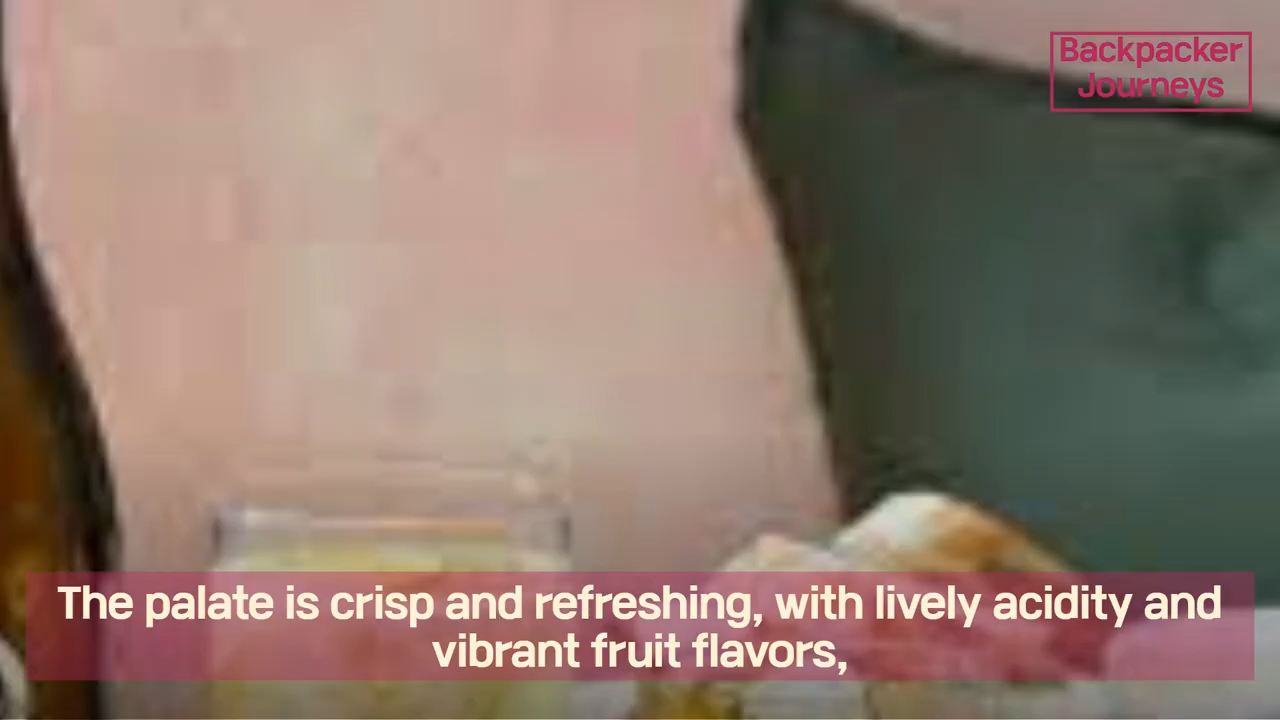 Backpacker
Journeys
The palate is crisp and refreshing, with lively acidity and
vibrant fruit flavors,